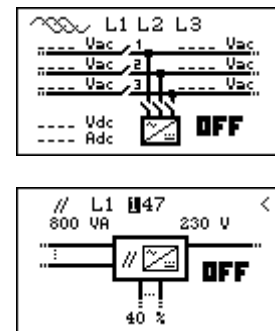 L1 L2 L3
---- Vac 1 ---- Vac
---- Vac 2 ---- Vac
---- Vac 3 ---- Vac
---- Vdc
---- Adc
OFF
// L1 147 <
800 VA 230 V
// OFF
40 %